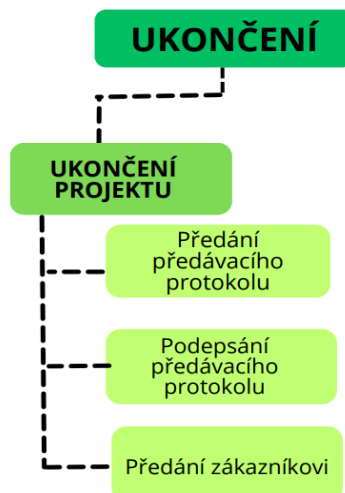 UKONČENÍ
UKONČENÍ
PROJEKTU
Předání
předávacího
protokolu
Podepsání
předávacího
protokolu
Předání zákazníkovi